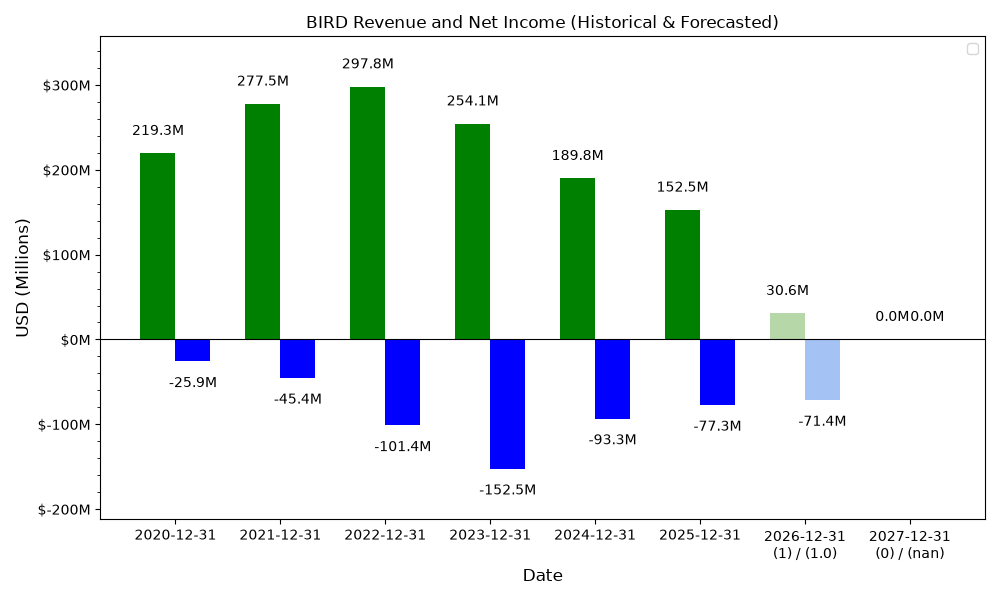 BIRD Revenue and Net Income (Historical & Forecasted)
USD (Millions)
$300M
$200M
$100M
$0M
$-100M
$-200M
219.3M
277.5M
297.8M
254.1M
189.8M
152.5M
30.6M
0.0M
0.0M
-25.9M
-45.4M
-101.4M
-152.5M
-93.3M
-77.3M
-71.4M
2020-12-31
2021-12-31
2022-12-31
2023-12-31
2024-12-31
2025-12-31
2026-12-31
(1) / (1.0)
2027-12-31
(0) / (nan)
Date